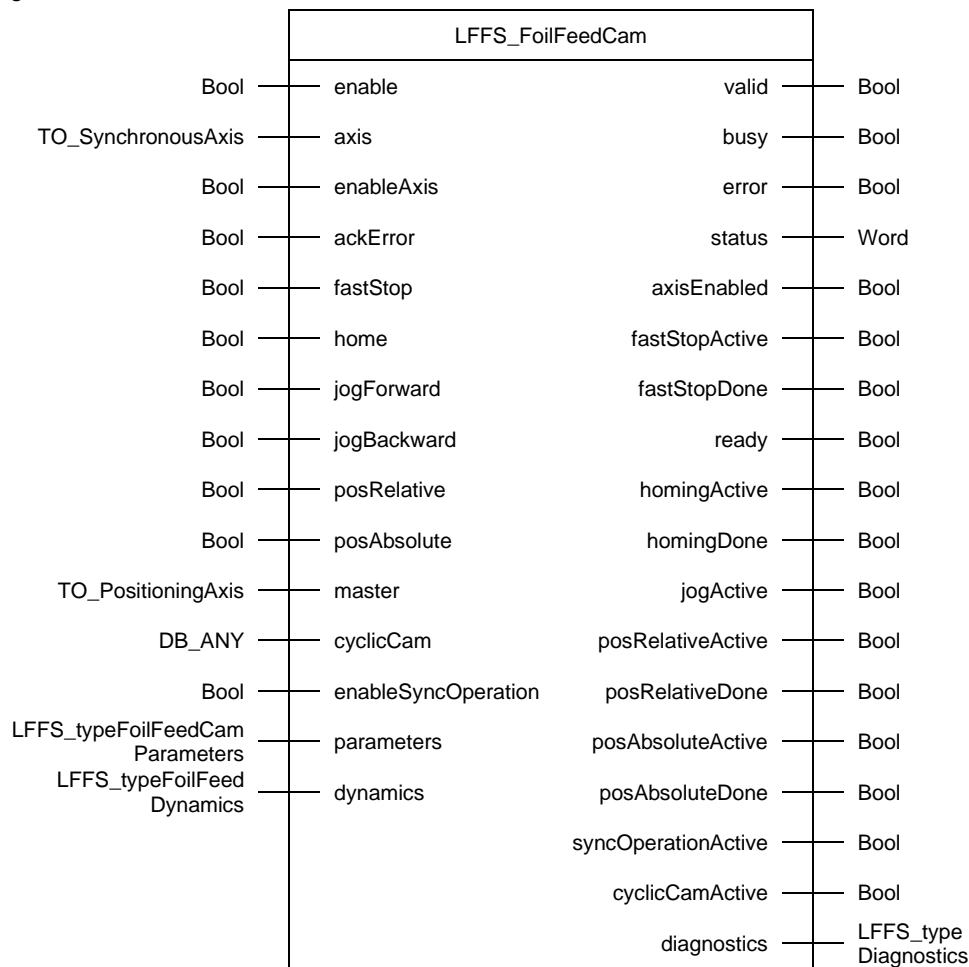 LFFS_FoilFeedCam
Bool enable valid Bool
TO_SynchronousAxis axis busy Bool
Bool enableAxis error Bool
Bool ackError status Word
Bool fastStop axisEnabled Bool
Bool home fastStopActive Bool
Bool jogForward fastStopDone Bool
Bool jogBackward ready Bool
Bool posRelative homingActive Bool
Bool posAbsolute homingDone Bool
TO_PositioningAxis master jogActive Bool
DB_ANY cyclicCam posRelativeActive Bool
Bool enableSyncOperation posRelativeDone Bool
LFFS_typeFoilFeedCam
Parameters parameters posAbsoluteActive Bool
LFFS_typeFoilFeed
Dynamics dynamics posAbsoluteDone Bool
syncOperationActive Bool
cyclicCamActive Bool
diagnostics LFFS_type
Diagnostics